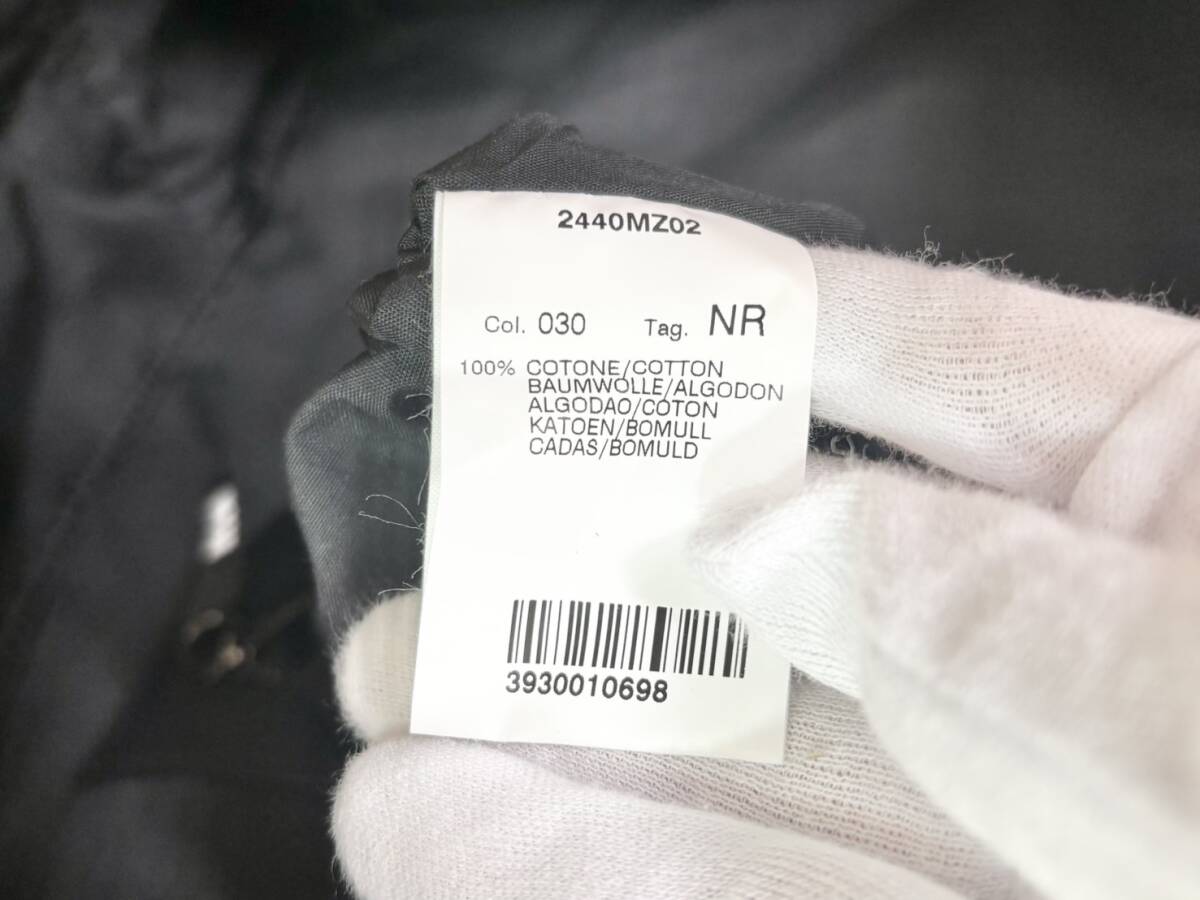 2440MZ02
Col. 030 Tag. NR
100% COTONE/COTTON
BAUMWOLLE/ALGODON
ALGODAO/COTON
KATOEN/BOMULL
CADAS/BOMULD
3930010698